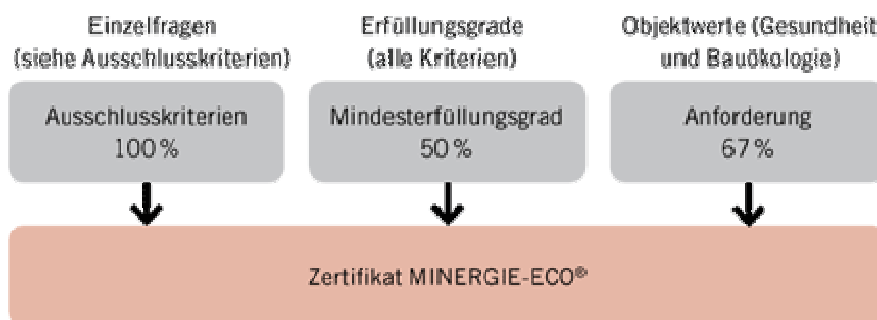 Einzelfragen
(siehe Ausschlusskriterien)
Erfüllungsgrade
(alle Kriterien)
Objektwerte (Gesundheit
und Bauökologie)
Ausschlusskriterien
100 %
Mindesterfüllungsgrad
50 %
Anforderung
67 %
Zertifikat MINERGIE-ECO®